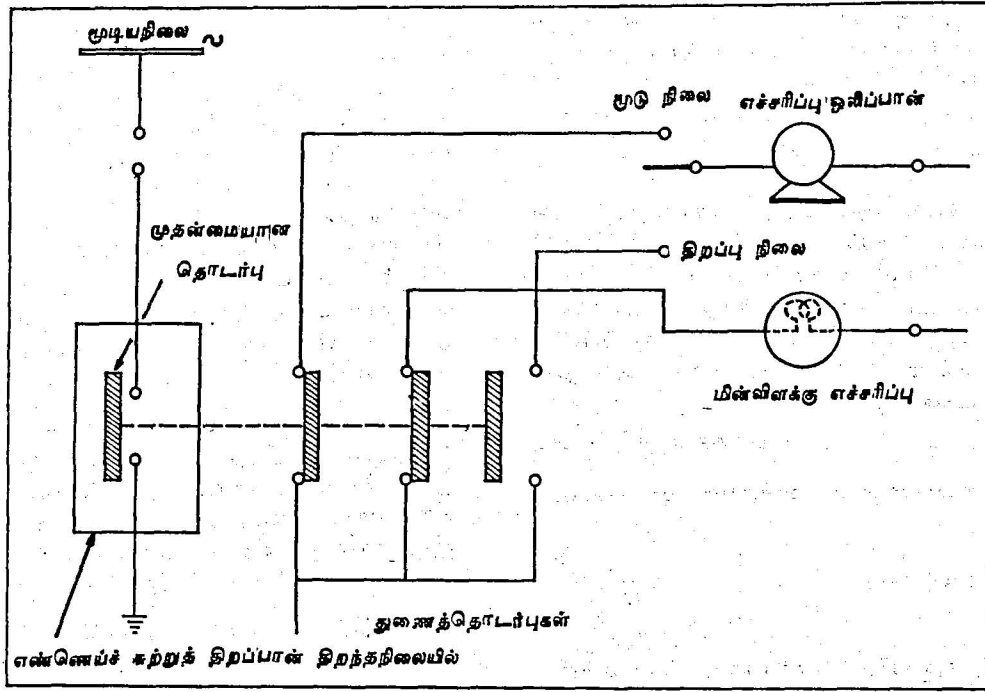 மூடியநிலை
மூடு நிலை
எச்சரிப்பு ஒலிப்பான்
முதன்மையான
தொடர்பு
திறப்பு நிலை
மின்விளக்கு எச்சரிப்பு
துணைத்தொடர்புகள்
எண்ணெய்ச் சுற்றுத் திறப்பான் திறந்தநிலையில்